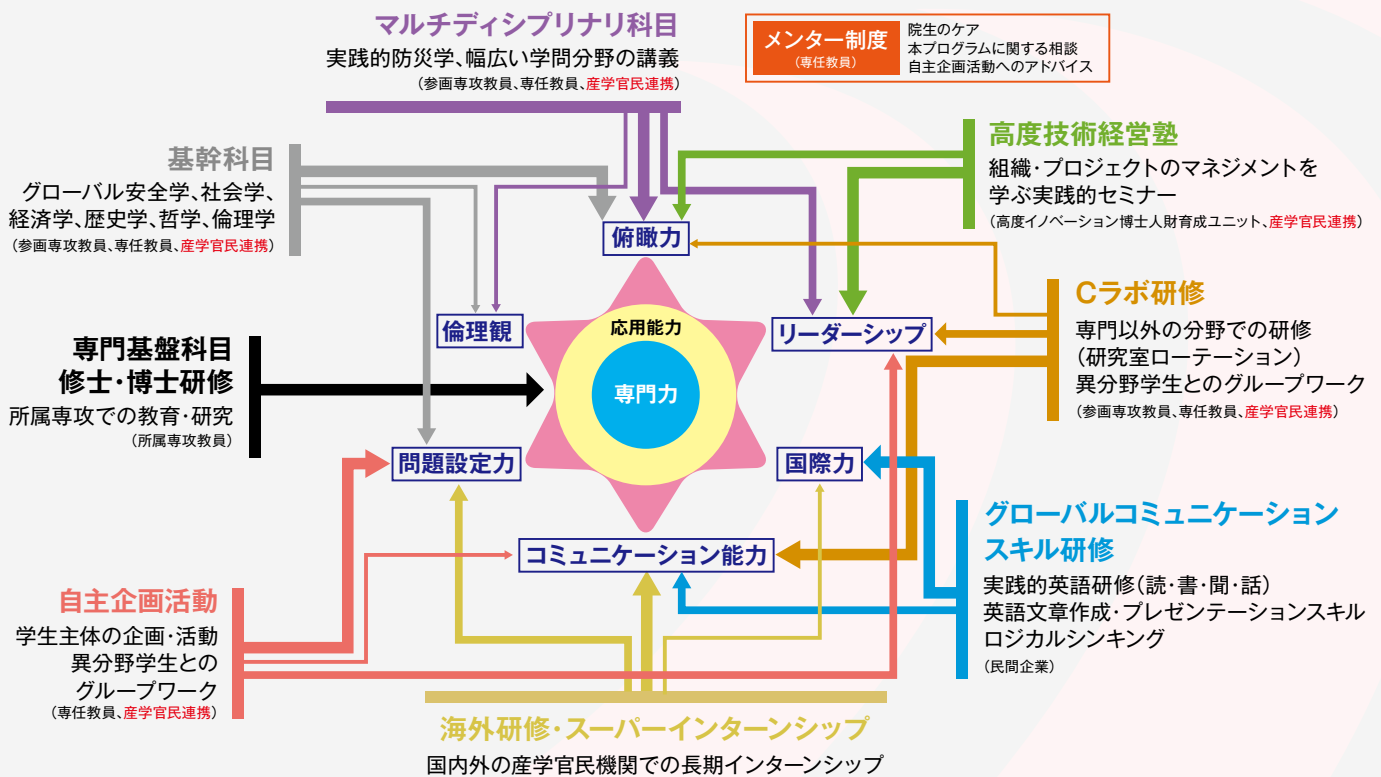 マルチディシプリナリ科目
実践的防災学、幅広い学問分野の講義
(参画専攻教員、専任教員、産学官民連携)
メンター制度
(専任教員)
院生のケア
本プログラムに関する相談
自主企画活動へのアドバイス
基幹科目
グローバル安全学、社会学、
経済学、歴史学、哲学、倫理学
(参画専攻教員、専任教員、産学官民連携)
高度技術経営塾
組織・プロジェクトのマネジメントを
学ぶ実践的セミナー
(高度イノベーション博士人財育成ユニット、産学官民連携)
俯瞰力
倫理観
応用能力
専門力
リーダーシップ
専門基盤科目
修士・博士研修
所属専攻での教育・研究
(所属専攻教員)
Cラボ研修
専門以外の分野での研修
(研究室ローテーション)
異分野学生とのグループワーク
(参画専攻教員、専任教員、産学官民連携)
問題設定力
国際力
コミュニケーション能力
グローバルコミュニケーション
スキル研修
実践的英語研修(読・書・聞・話)
英語文章作成・プレゼンテーションスキル
ロジカルシンキング
(民間企業)
自主企画活動
学生主体の企画・活動
異分野学生との
グループワーク
(専任教員、産学官民連携)
海外研修・スーパーインターンシップ
国内外の産学官民機関での長期インターンシップ